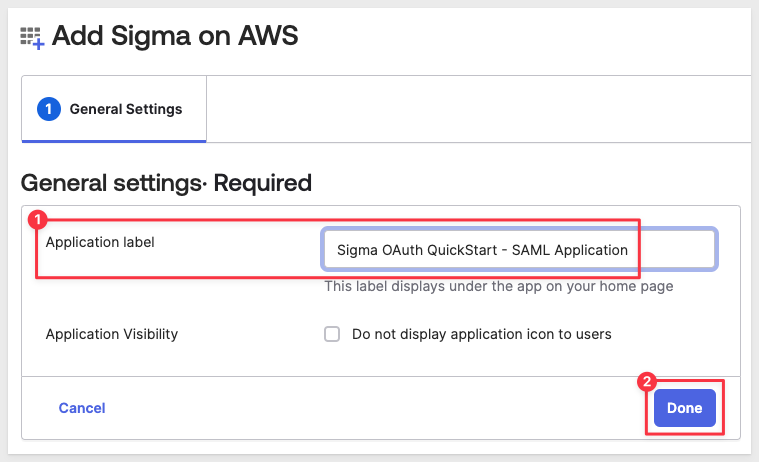 Add Sigma on AWS
1 General Settings
General settings· Required
1
Application label
Sigma OAuth QuickStart - SAML Application
This label displays under the app on your home page
Application Visibility
Do not display application icon to users
2
Cancel
Done